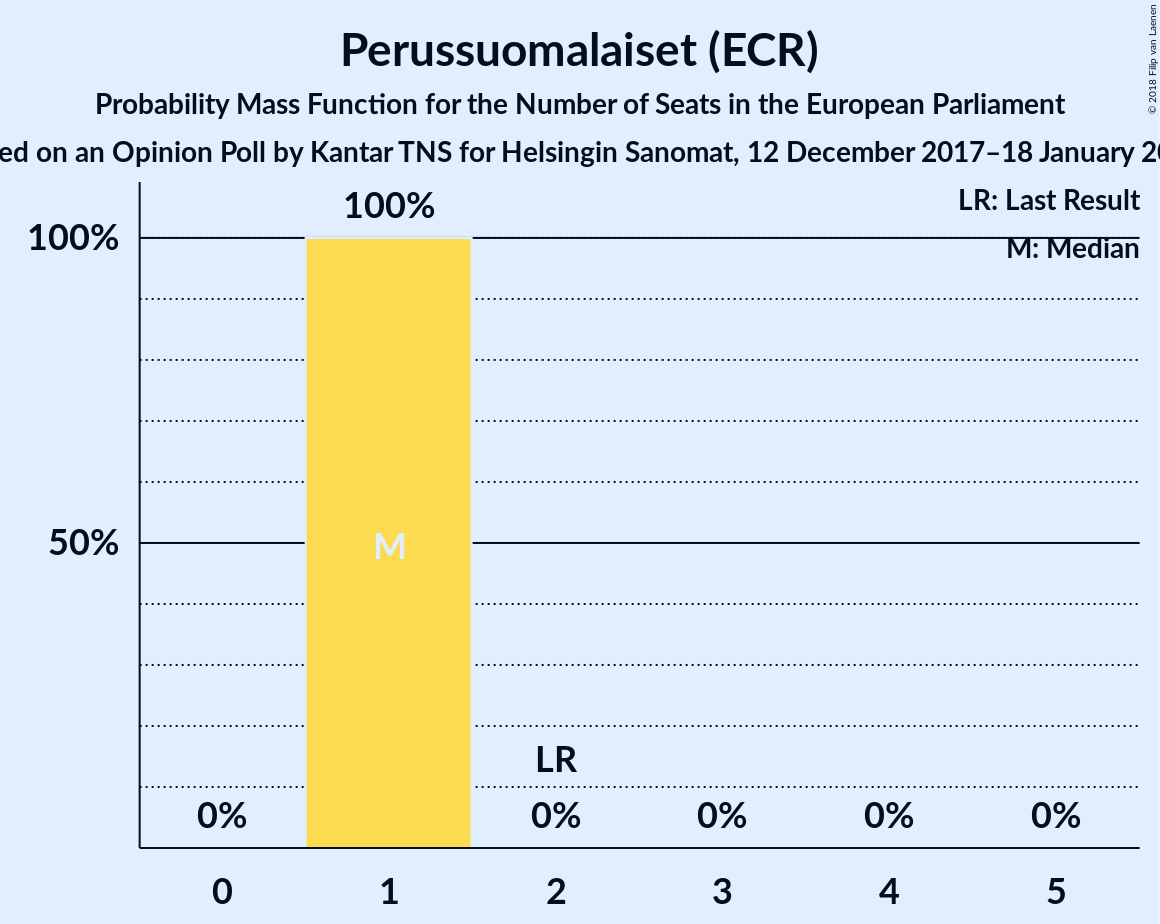 Perussuomalaiset (ECR)
Probability Mass Function for the Number of Seats in the European Parliament
on an Opinion Poll by Kantar TNS for Helsingin Sanomat, 12 December 2017–18 January
© 2018 Filip van Laenen
LR: Last Result
M: Median
100%
100%
50%
M
LR
0% 0% 0% 0% 0%
0 1 2 3 4 5